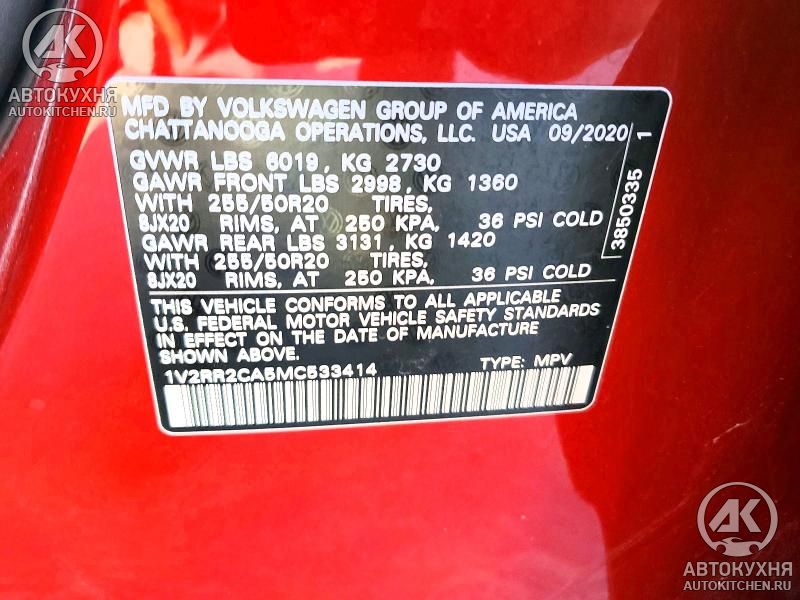 AK
АВТОКУХНЯ
AUTOKITCHEN.RU
MFD BY VOLKSWAGEN GROUP OF AMERICA
CHATTANOOGA OPERATIONS, LLC. USA 09/2020
GVWR LBS 6019, KG 2730
GAWR FRONT LBS 2998, KG 1360
WITH 255/50R20 TIRES,
8JX20 RIMS, AT 250 KPA, 36 PSI COLD
GAWR REAR LBS 3131, KG 1420
WITH 255/50R20 TIRES,
8JX20 RIMS, AT 250 KPA, 36 PSI COLD
3850335 1
THIS VEHICLE CONFORMS TO ALL APPLICABLE
U.S. FEDERAL MOTOR VEHICLE SAFETY STANDARDS
IN EFFECT ON THE DATE OF MANUFACTURE
SHOWN ABOVE.
1V2RR2CA5MC533414 TYPE: MPV
AK
АВТОКУХНЯ
AUTOKITCHEN.RU